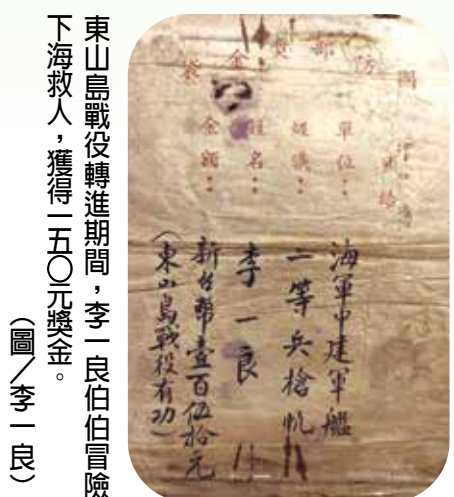 國防部獎金袋
單位：海軍中建軍艦
級職：二等兵槍帆
姓名：李一良
金額：新台幣壹百伍拾元
（東山島戰役有功）
東山島戰役轉進期間，李一良伯伯冒險
下海救人，獲得一五〇元獎金。
（圖／李一良）